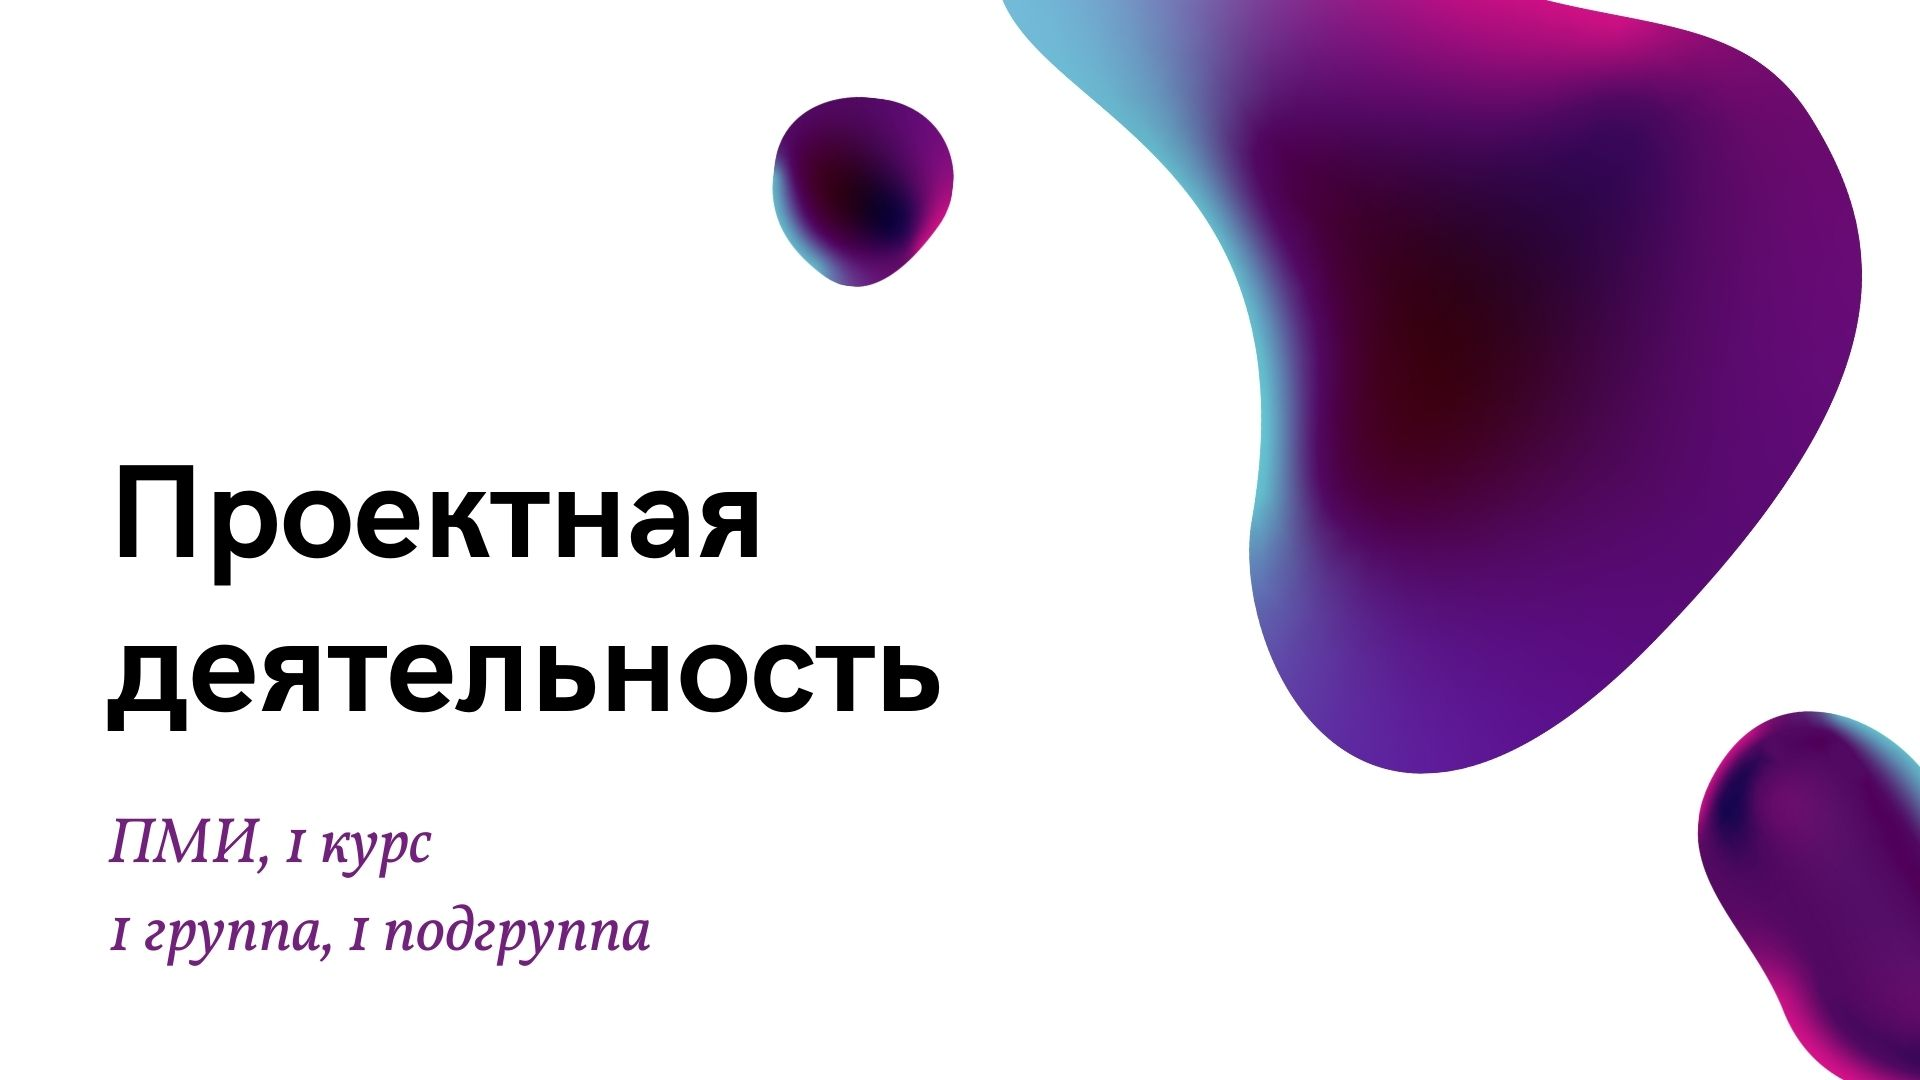 Проектная
деятельность
ПМИ, 1 курс
1 группа, 1 подгруппа